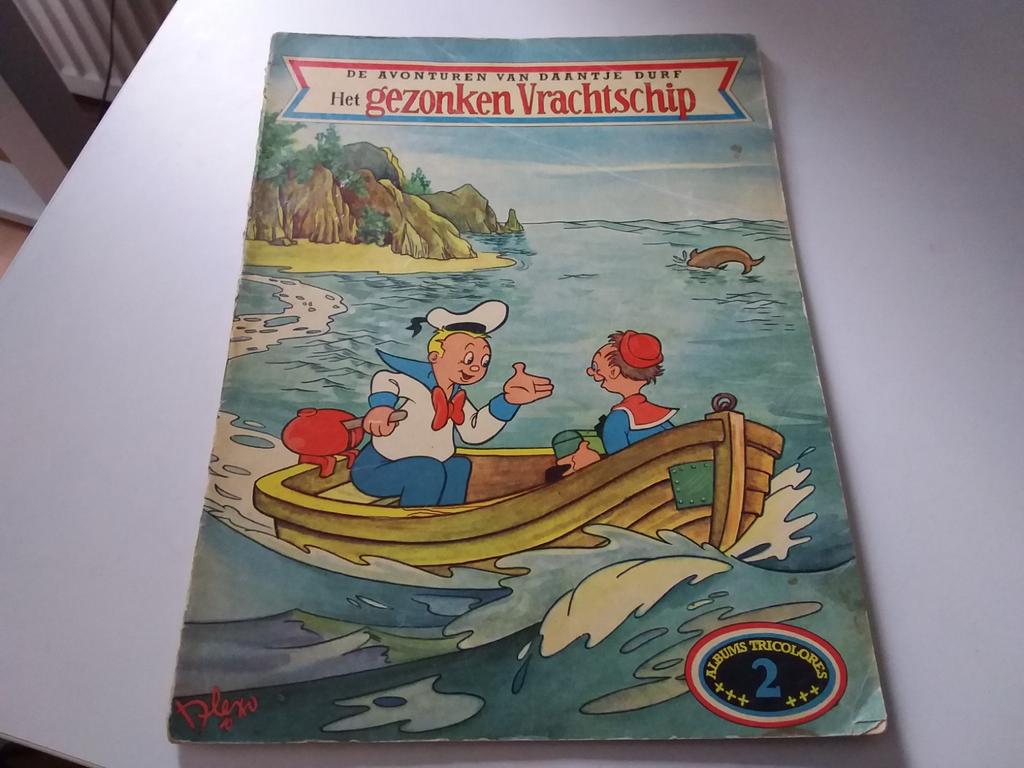 DE AVONTUREN VAN DAANTJE DURF
Het gezonken Vrachtschip
ALBUMS TRICOLORES
2